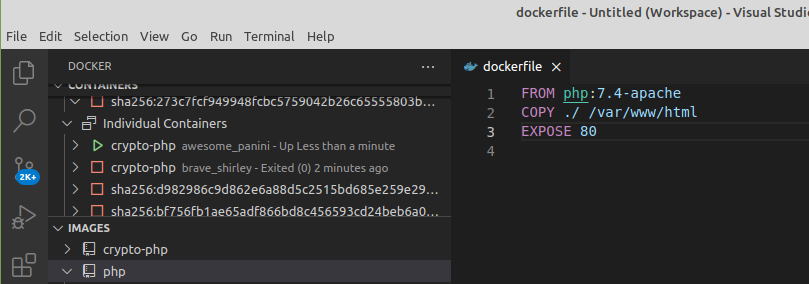 dockerfile - Untitled (Workspace) - Visual Studi
File Edit Selection View Go Run Terminal Help
DOCKER ...
CONTAINERS
sha256:273c7fcf949948fcbc5759042b26c65555803b...
Individual Containers
crypto-php awesome_panini - Up Less than a minute
crypto-php brave_shirley - Exited (0) 2 minutes ago
sha256:d982986c9d862e6a88d5c2515bd685e259e29...
sha256:bf756fb1ae65adf866bd8c456593cd24beb6a0...
IMAGES
crypto-php
php
2K+
dockerfile
1 FROM php:7.4-apache
2 COPY ./ /var/www/html
3 EXPOSE 80
4